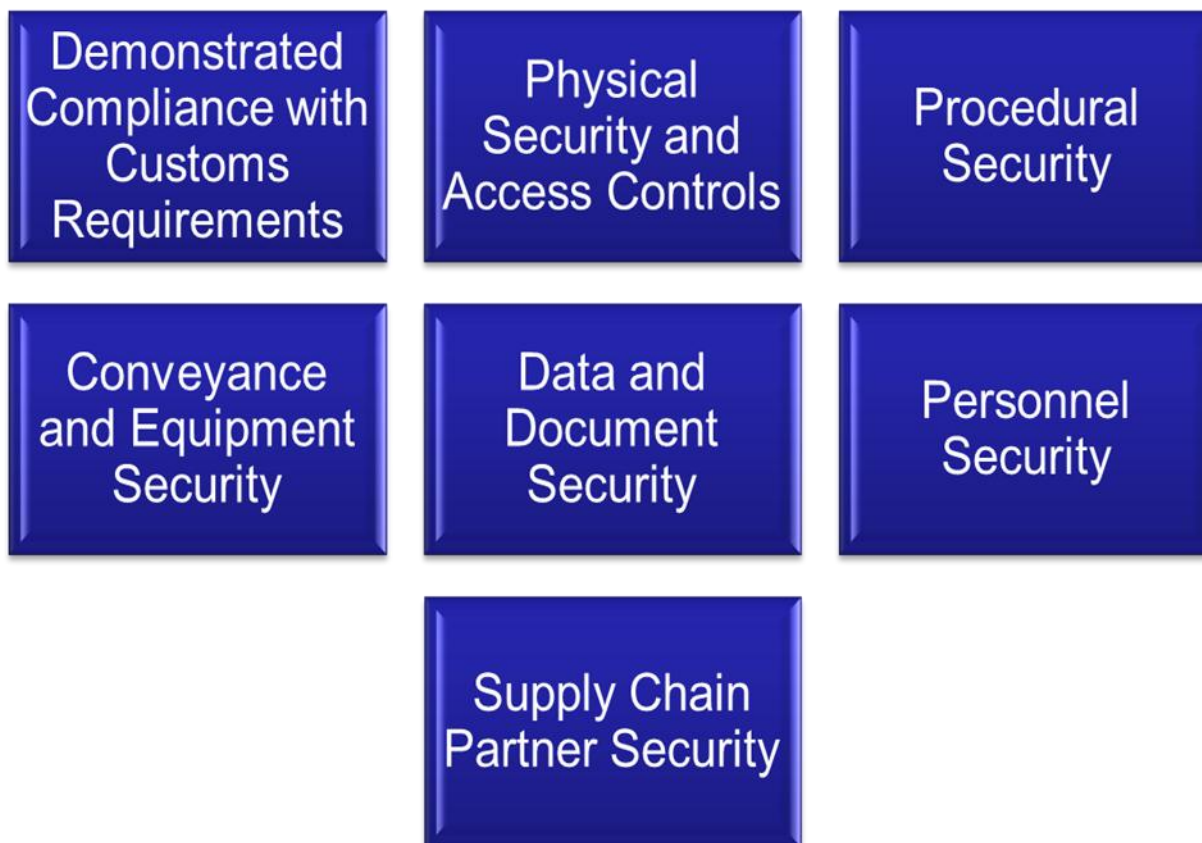 Demonstrated
Compliance with
Customs
Requirements
Physical
Security and
Access Controls
Procedural
Security
Conveyance
and Equipment
Security
Data and
Document
Security
Personnel
Security
Supply Chain
Partner Security